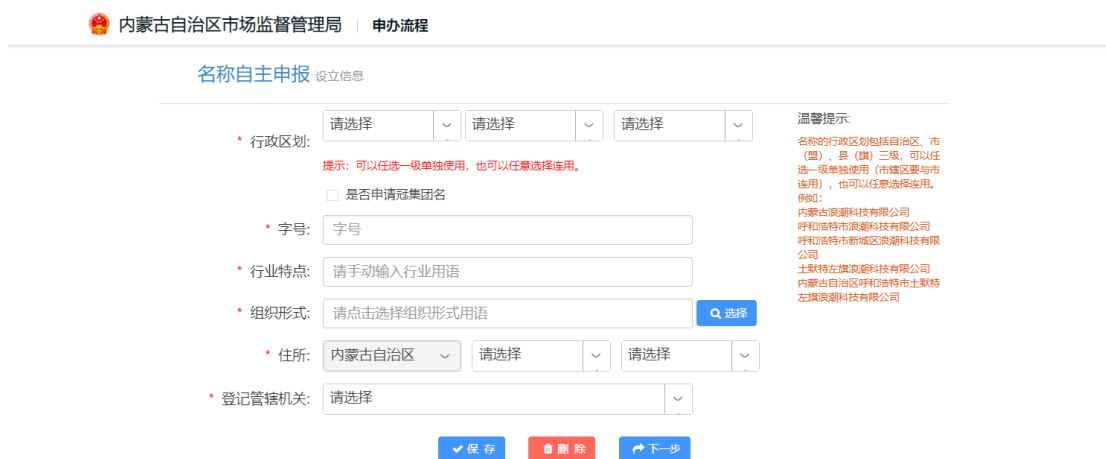 内蒙古自治区市场监督管理局 申办流程
名称自主申报 设立信息
* 行政区划: 请选择 请选择 请选择
提示：可以任选一级单独使用，也可以任意选择连用。
是否申请冠集团名
* 字号: 字号
* 行业特点: 请手动输入行业用语
* 组织形式: 请点击选择组织形式用语 选择
* 住所: 内蒙古自治区 请选择 请选择
* 登记管辖机关: 请选择
保 存 删 除 下一步
温馨提示:
名称的行政区划包括自治区、市
（盟）、县（旗）三级，可以任
选一级单独使用（市辖区要与市
连用），也可以任意选择连用。
例如：
内蒙古浪潮科技有限公司
呼和浩特市浪潮科技有限公司
呼和浩特市新城区浪潮科技有限
公司
土默特左旗浪潮科技有限公司
内蒙古自治区呼和浩特市土默特
左旗浪潮科技有限公司